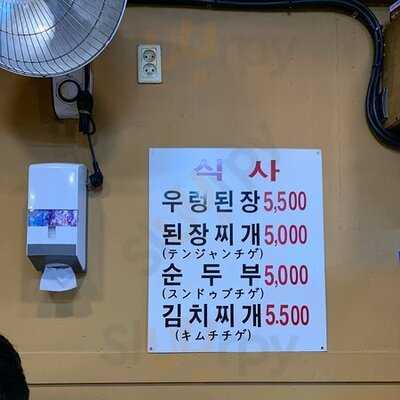 식 사
우렁된장 5,500
된장찌개 5,000
(テンジャンチゲ)
순 두 부 5,000
(スンドゥブチゲ)
김치찌개 5.500
(キムチチゲ)